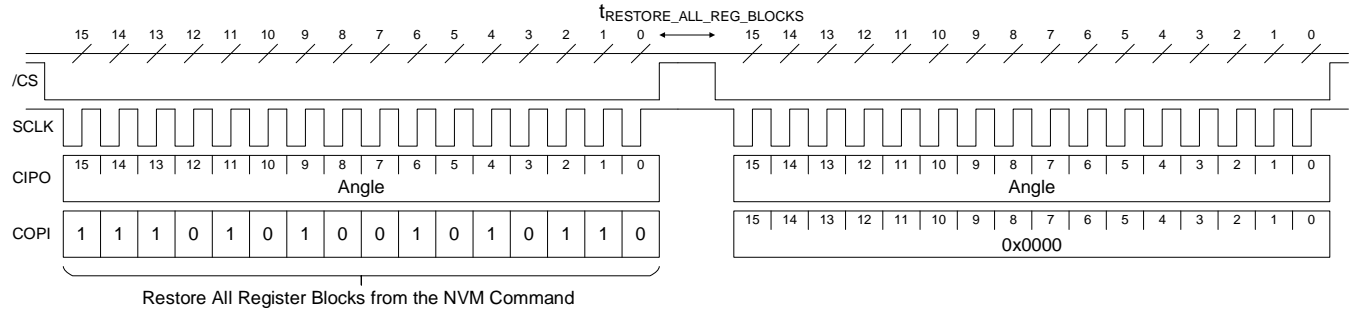 tRESTORE_ALL_REG_BLOCKS
15 14 13 12 11 10 9 8 7 6 5 4 3 2 1 0 15 14 13 12 11 10 9 8 7 6 5 4 3 2 1 0
/CS
SCLK
CIPO 15 14 13 12 11 10 9 8 7 6 5 4 3 2 1 0 15 14 13 12 11 10 9 8 7 6 5 4 3 2 1 0
Angle Angle
COPI 1 1 1 0 1 0 1 0 0 1 0 1 0 1 1 0 15 14 13 12 11 10 9 8 7 6 5 4 3 2 1 0
0x0000
Restore All Register Blocks from the NVM Command